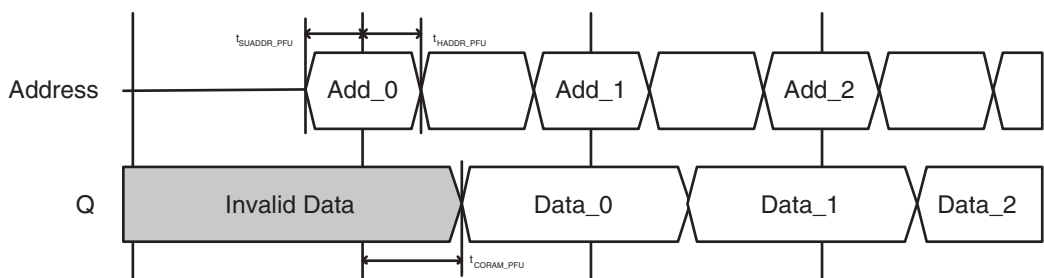 tSUADDR_PFU tHADDR_PFU
Address Add_0 Add_1 Add_2
Q Invalid Data Data_0 Data_1 Data_2
tCORAM_PFU